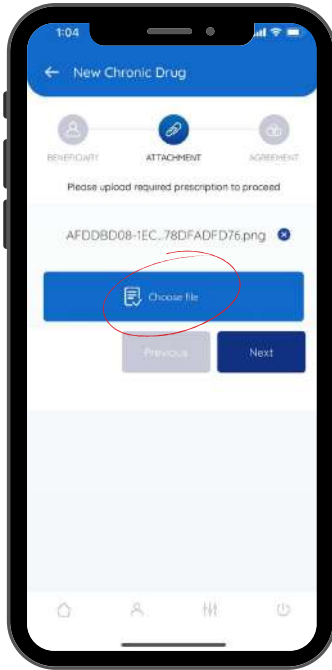 1:04
New Chronic Drug
BENEFICIARY ATTACHMENT AGREEMENT
Please upload required prescription to proceed
AFDDBD08-1EC..78DFADFD76.png
Choose file
Previous Next